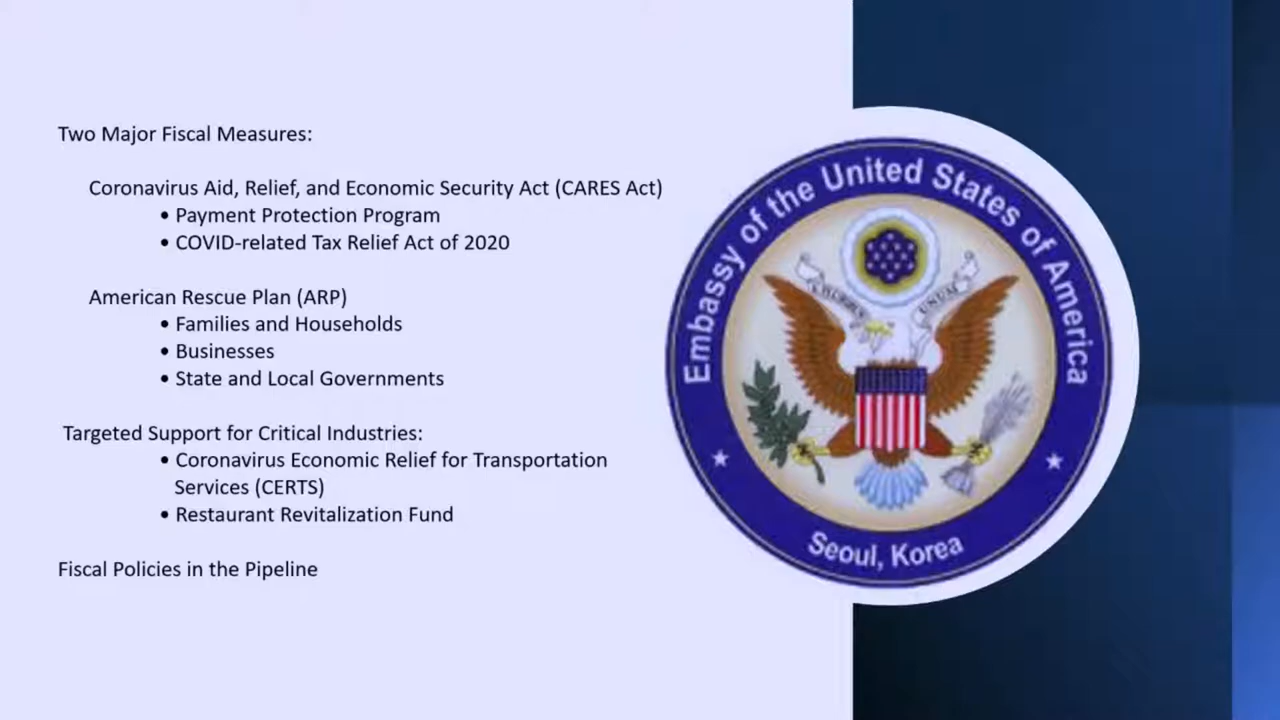 Two Major Fiscal Measures:
Coronavirus Aid, Relief, and Economic Security Act (CARES Act)
• Payment Protection Program
• COVID-related Tax Relief Act of 2020
American Rescue Plan (ARP)
• Families and Households
• Businesses
• State and Local Governments
Targeted Support for Critical Industries:
• Coronavirus Economic Relief for Transportation
Services (CERTS)
• Restaurant Revitalization Fund
Fiscal Policies in the Pipeline
Embassy of the United States of America
Seoul, Korea